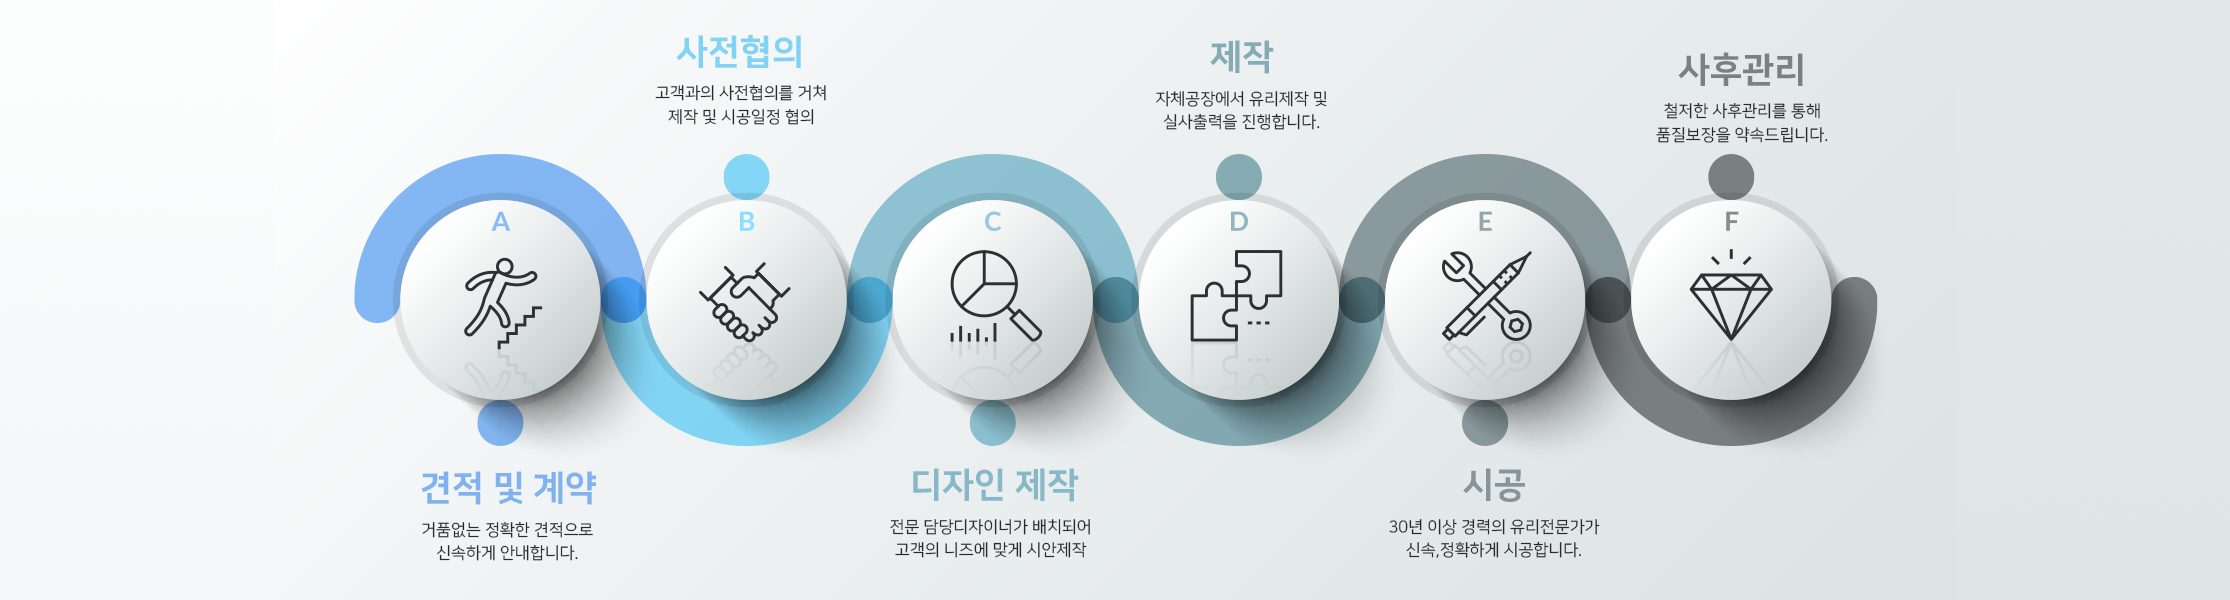 A
견적 및 계약
거품없는 정확한 견적으로
신속하게 안내합니다.
사전협의
고객과의 사전협의를 거쳐
제작 및 시공일정 협의
B
C
디자인 제작
전문 담당디자이너가 배치되어
고객의 니즈에 맞게 시안제작
제작
자체공장에서 유리제작 및
실사출력을 진행합니다.
D
E
시공
30년 이상 경력의 유리전문가가
신속,정확하게 시공합니다.
사후관리
철저한 사후관리를 통해
품질보장을 약속드립니다.
F